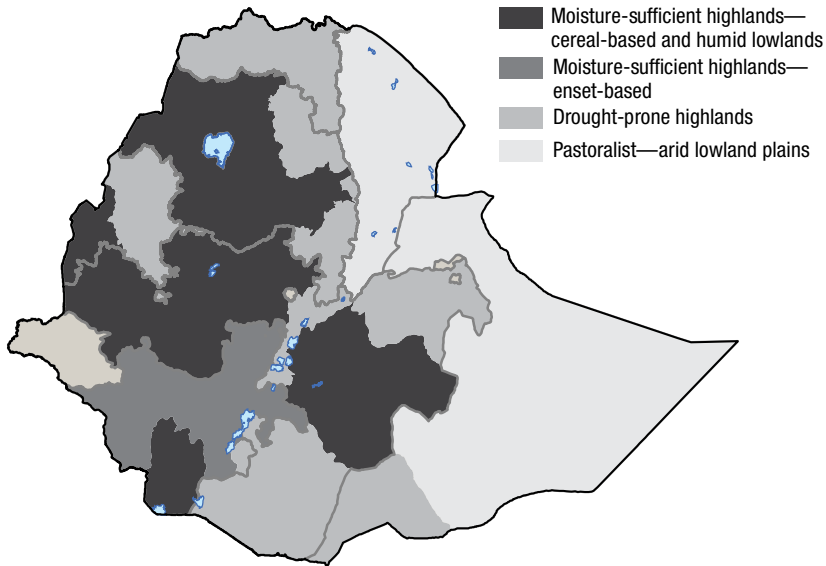 Moisture-sufficient highlands—
cereal-based and humid lowlands
Moisture-sufficient highlands—
enset-based
Drought-prone highlands
Pastoralist—arid lowland plains